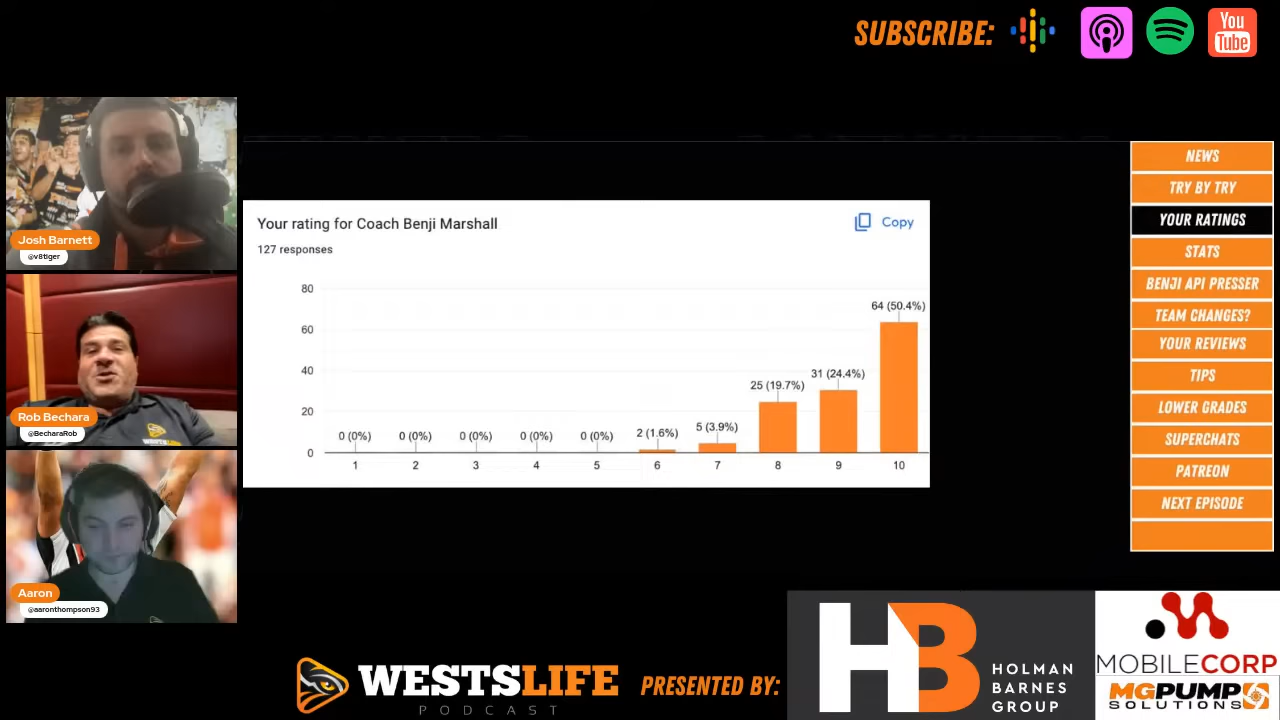 SUBSCRIBE:
You
Tube
Josh Barnett
@v8tiger
Rob Bechara
@BecharaRob
Aaron
@aaronthompson93
Your rating for Coach Benji Marshall
Copy
127 responses
80
60
40
20
0
0 (0%)
0 (0%)
0 (0%)
0 (0%)
0 (0%)
2 (1.6%)
5 (3.9%)
25 (19.7%)
31 (24.4%)
64 (50.4%)
1
2
3
4
5
6
7
8
9
10
NEWS
TRY BY TRY
YOUR RATINGS
STATS
BENJI API PRESSER
TEAM CHANGES?
YOUR REVIEWS
TIPS
LOWER GRADES
SUPERCHATS
PATREON
NEXT EPISODE
WESTSLIFE
PODCAST
PRESENTED BY:
HB
HOLMAN
BARNES
GROUP
MOBILECORP
MGPUMP
SOLUTIONS